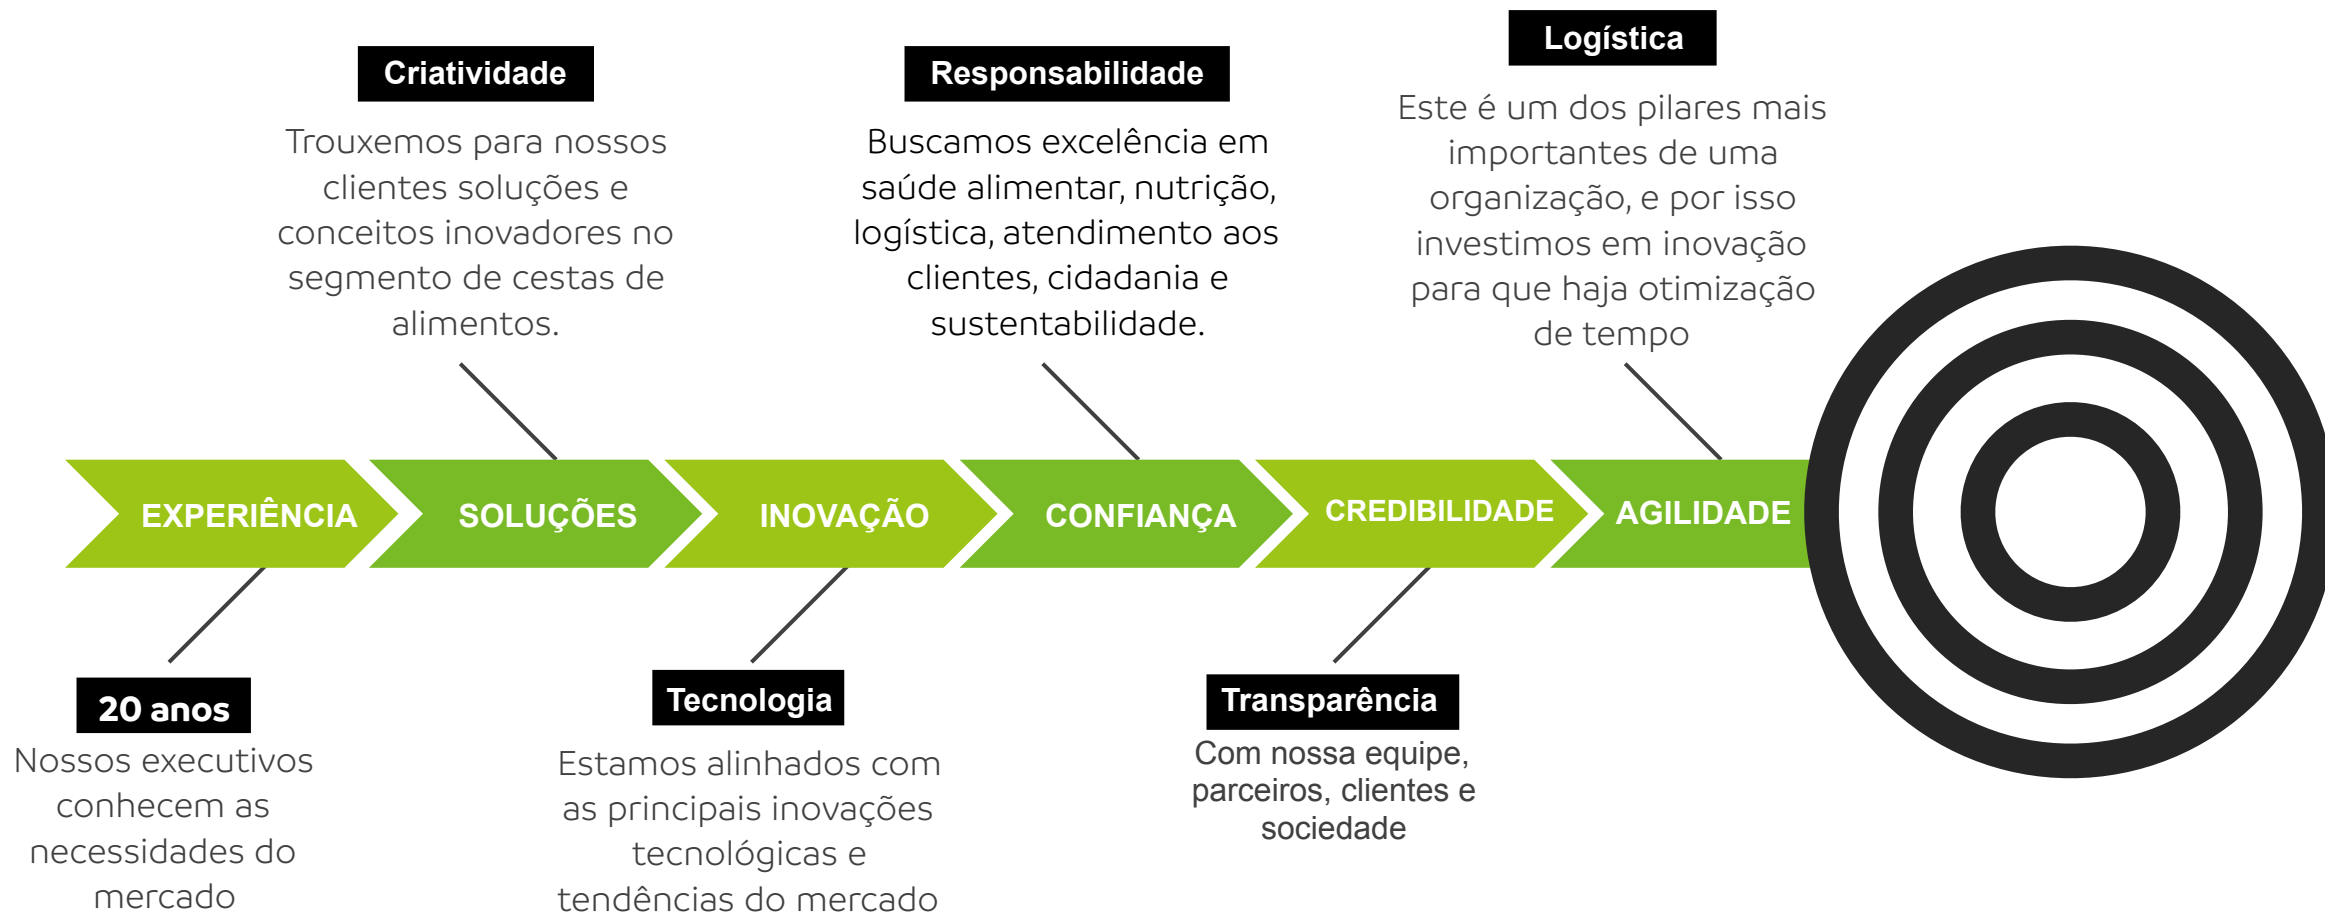 Criatividade
Trouxemos para nossos
clientes soluções e
conceitos inovadores no
segmento de cestas de
alimentos.
Responsabilidade
Buscamos excelência em
saúde alimentar, nutrição,
logística, atendimento aos
clientes, cidadania e
sustentabilidade.
Logística
Este é um dos pilares mais
importantes de uma
organização, e por isso
investimos em inovação
para que haja otimização
de tempo
EXPERIÊNCIA
SOLUÇÕES
INOVAÇÃO
CONFIANÇA
CREDIBILIDADE
AGILIDADE
20 anos
Nossos executivos
conhecem as
necessidades do
mercado
Tecnologia
Estamos alinhados com
as principais inovações
tecnológicas e
tendências do mercado
Transparência
Com nossa equipe,
parceiros, clientes e
sociedade